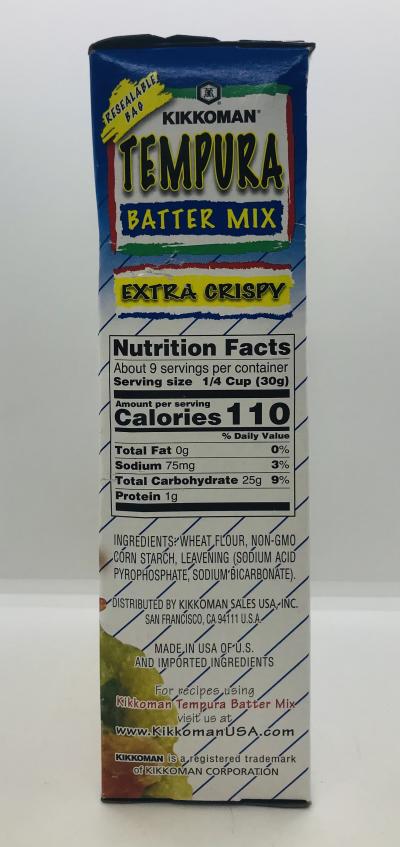 RESEALABLE
BAG
KIKKOMAN®
TEMPURA
BATTER MIX
EXTRA CRISPY
Nutrition Facts
About 9 servings per container
Serving size 1/4 Cup (30g)
Amount per serving
Calories 110
% Daily Value
Total Fat 0g 0%
Sodium 75mg 3%
Total Carbohydrate 25g 9%
Protein 1g
INGREDIENTS: WHEAT FLOUR, NON-GMO
CORN STARCH, LEAVENING (SODIUM ACID
PYROPHOSPHATE, SODIUM BICARBONATE).
DISTRIBUTED BY KIKKOMAN SALES USA, INC.
SAN FRANCISCO, CA 94111 U.S.A.
MADE IN USA OF U.S.
AND IMPORTED INGREDIENTS
For recipes using
Kikkoman Tempura Batter Mix
visit us at
www.KikkomanUSA.com
KIKKOMAN is a registered trademark
of KIKKOMAN CORPORATION